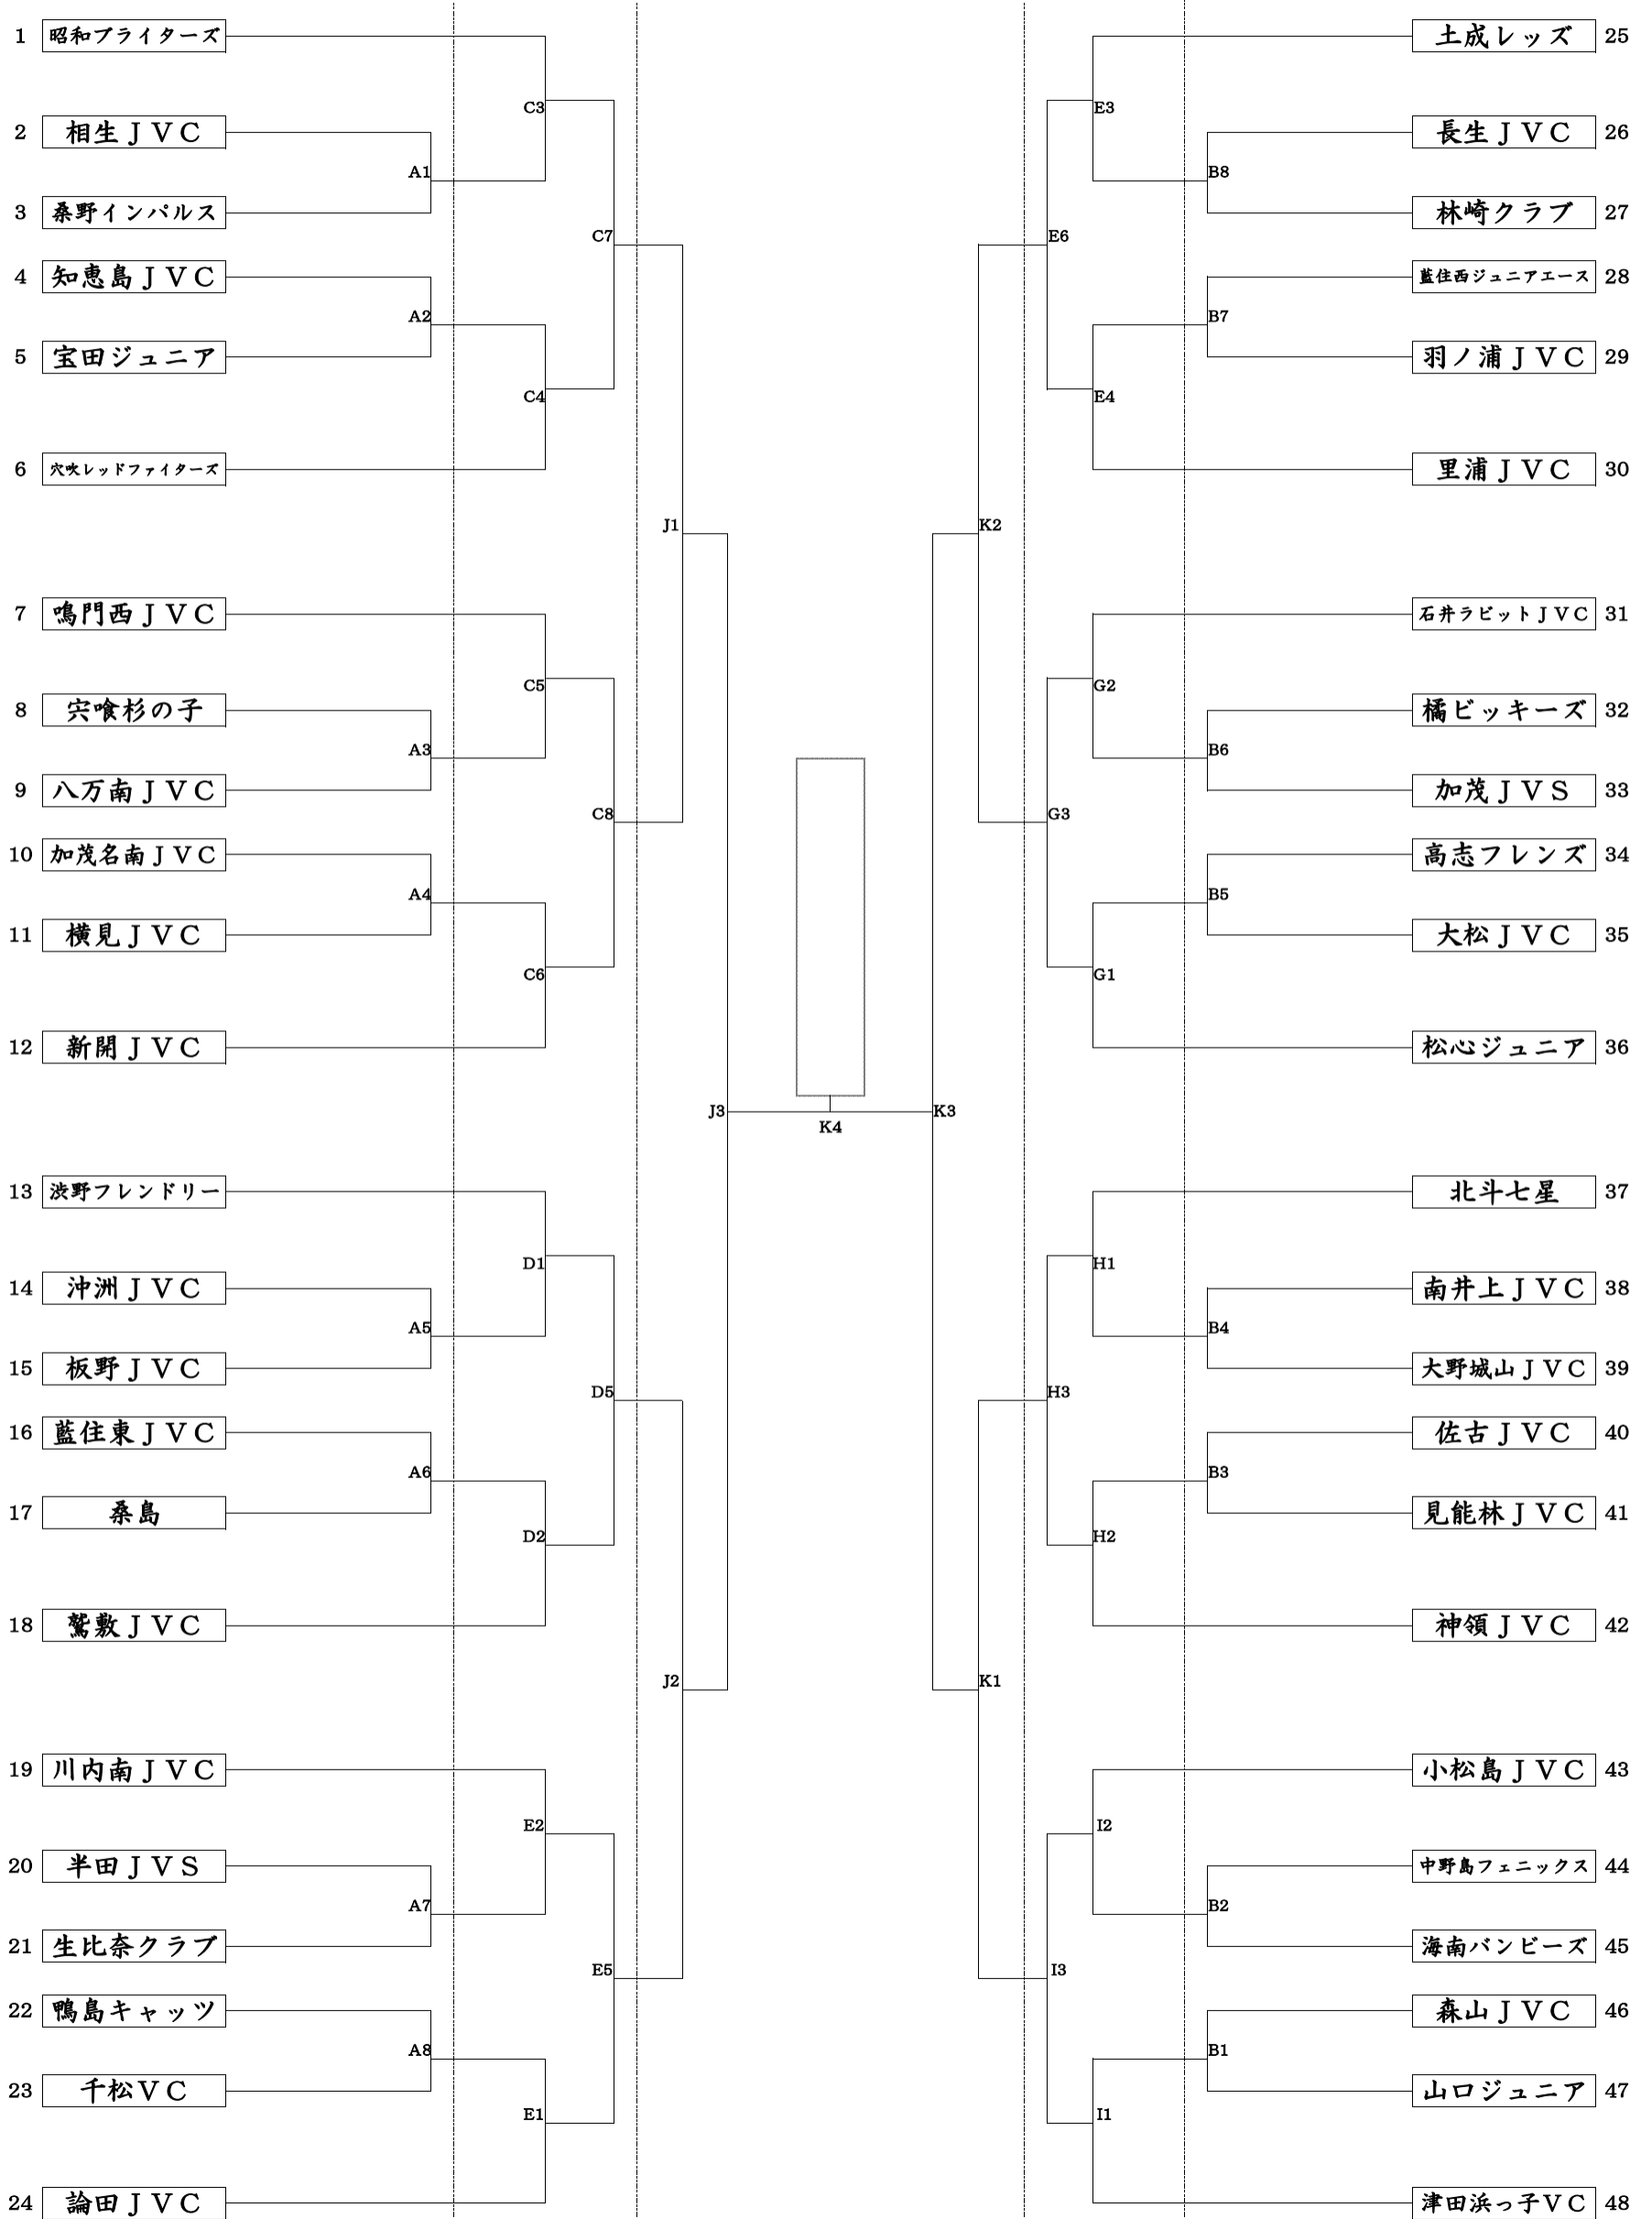 1 昭和ブライターズ
C3
2 相生ＪＶＣ
A1
3 桑野インパルス
C7
4 知恵島ＪＶＣ
A2
5 宝田ジュニア
C4
6 穴吹レッドファイターズ
J1
7 鳴門西ＪＶＣ
C5
8 宍喰杉の子
A3
9 八万南ＪＶＣ
C8
10 加茂名南ＪＶＣ
A4
11 横見ＪＶＣ
C6
12 新開ＪＶＣ
J3
13 渋野フレンドリー
D1
14 沖洲ＪＶＣ
A5
15 板野ＪＶＣ
D5
16 藍住東ＪＶＣ
A6
17 桑島
D2
18 鷲敷ＪＶＣ
J2
19 川内南ＪＶＣ
E2
20 半田ＪＶＳ
A7
21 生比奈クラブ
E5
22 鴨島キャッツ
A8
23 千松ＶＣ
E1
24 論田ＪＶＣ
K4
土成レッズ 25
E3
長生ＪＶＣ 26
B8
林崎クラブ 27
E6
藍住西ジュニアエース 28
B7
羽ノ浦ＪＶＣ 29
E4
里浦ＪＶＣ 30
K2
石井ラビットＪＶＣ 31
G2
橘ビッキーズ 32
B6
加茂ＪＶＳ 33
G3
高志フレンズ 34
B5
大松ＪＶＣ 35
G1
松心ジュニア 36
K3
北斗七星 37
H1
南井上ＪＶＣ 38
B4
大野城山ＪＶＣ 39
H3
佐古ＪＶＣ 40
B3
見能林ＪＶＣ 41
H2
神領ＪＶＣ 42
K1
小松島ＪＶＣ 43
I2
中野島フェニックス 44
B2
海南バンビーズ 45
I3
森山ＪＶＣ 46
B1
山口ジュニア 47
I1
津田浜っ子ＶＣ 48